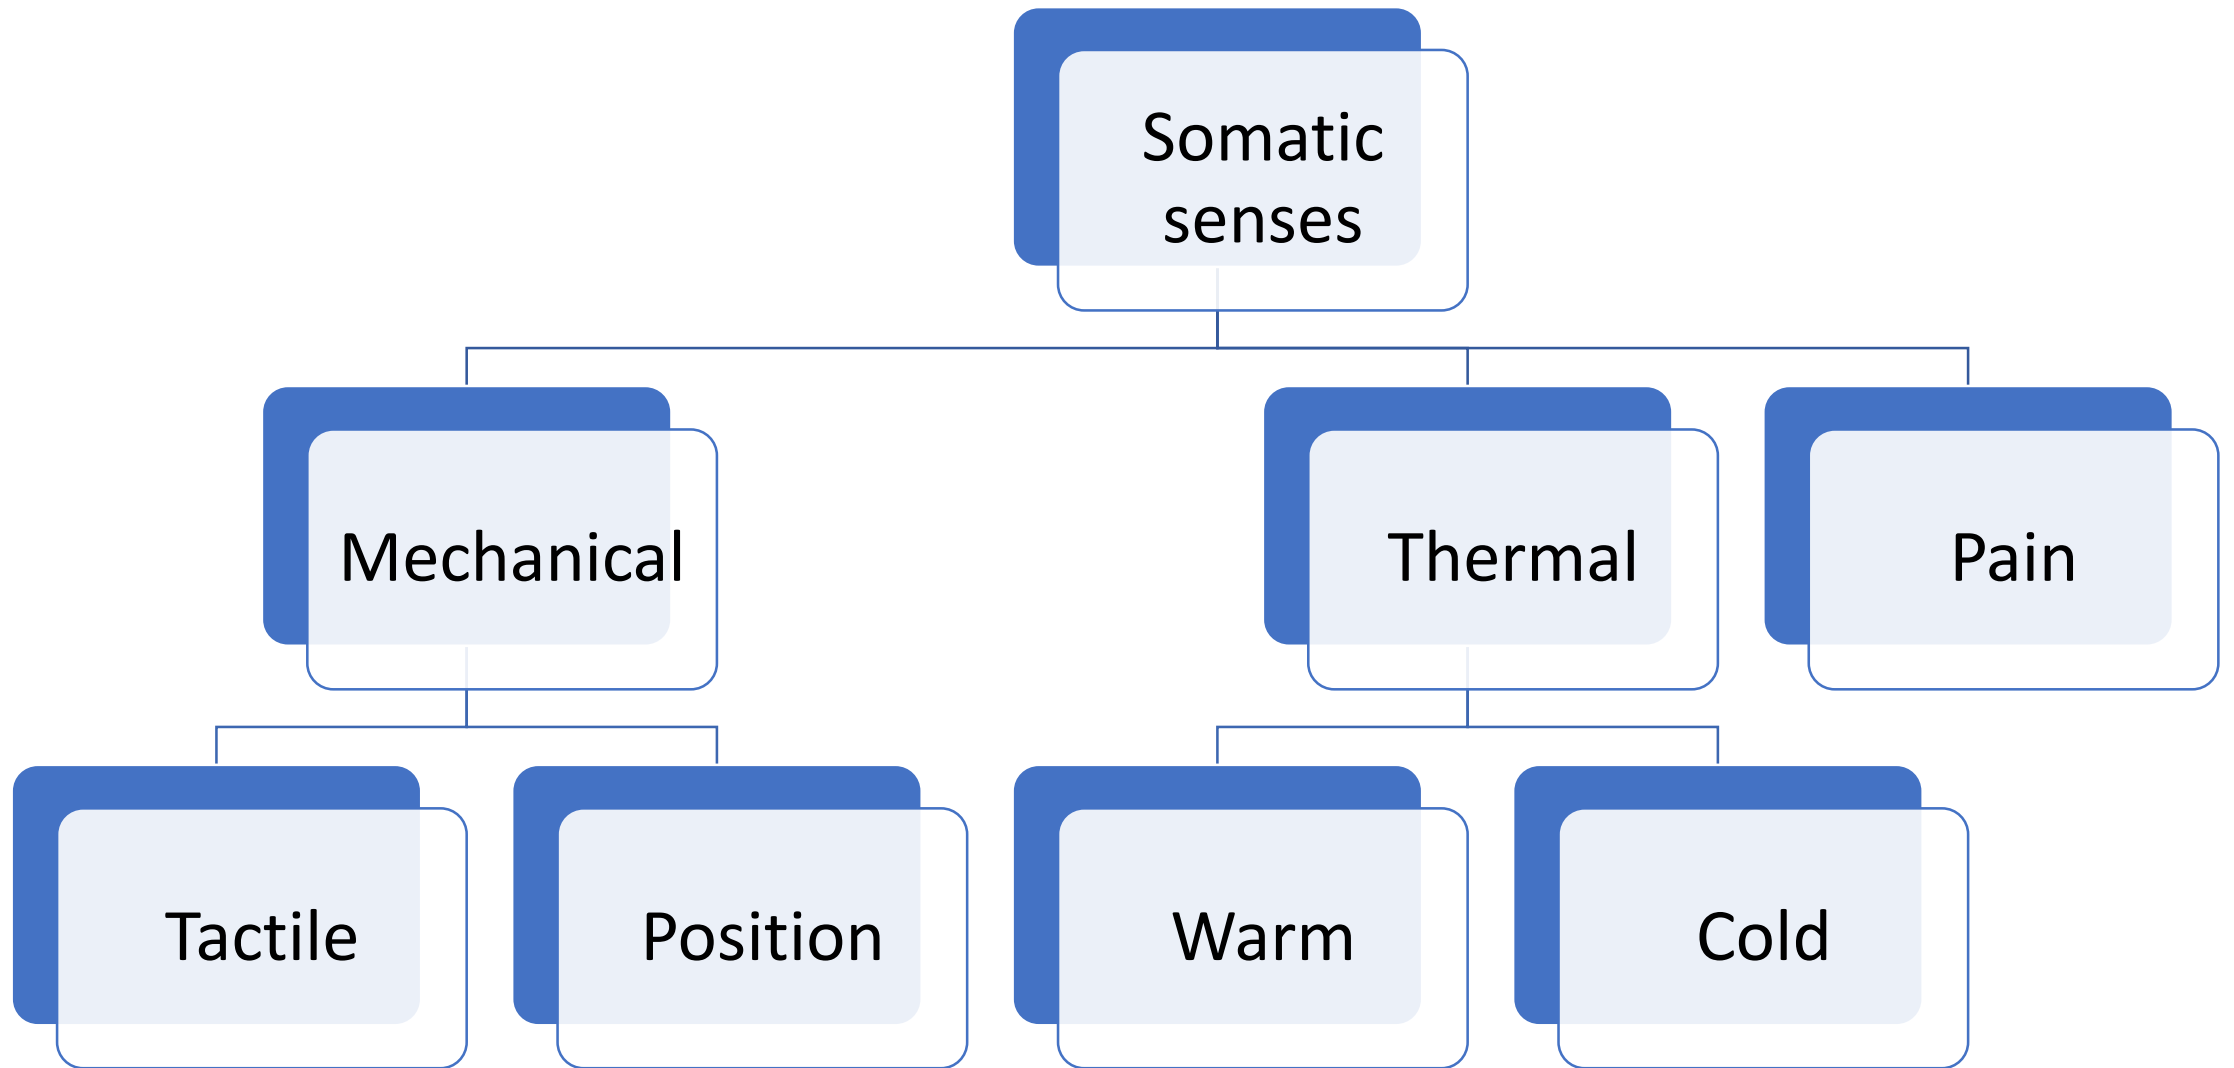 Somatic
senses
Mechanical
Thermal
Pain
Tactile
Position
Warm
Cold